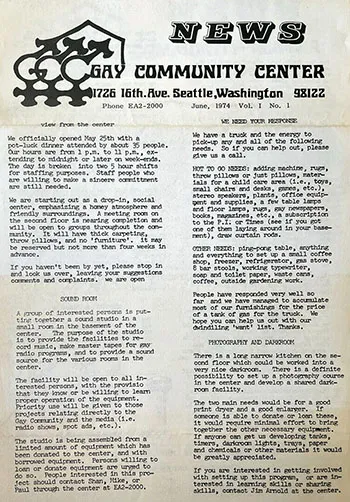 NEWS
GCC
GAY COMMUNITY CENTER
1726 16th.Ave. Seattle,Washington 98122
Phone EA2-2000 June, 1974 Vol. I No. 1
view from the center
We officially opened May 25th with a
pot-luck dinner attended by about 35 people.
Our hours are from 1 p.m. to 11 p.m., ex-
tending to midnight or later on week-ends.
The day is broken into two 5 hour shifts
for staffing purposes. Staff people who
are willing to make a sincere commitment
are still needed.
We are starting out as a drop-in, social
center, emphasizing a homey atmosphere and
friendly surroundings. A meeting room on
the second floor is nearing completion and
will be open to groups throughout the com-
munity. It will have thick carpeting,
throw pillows, and no 'furniture'. It may
be reserved but not more than four weeks in
advance.
If you haven't been by yet, please stop in
and look us over, leaving your suggestions
comments and complaints. we are open
SOUND ROOM
A group of interested persons is put-
ting together a sound studio in a
small room in the basement of the
center. The purpose of the studio
is to provide the facilities to re-
cord music, make master tapes for gay
radio programs, and to provide a sound
source for the various rooms in the
center.
The facility will be open to all in-
terested persons, with the provision
that they know or be willing to learn
proper operation of the equipment.
Priority use will be given to those
projects relating directly to the
Gay Community and the media (i.e.
radio shows, spot ads, etc.).
The studio is being assembled from a
limited amount of equipment which has
been donated to the center, and with
borrowed equipment. Persons willing to
loan or donate equipment are urged to
do so. People interested in this pro-
ject should contact Shan, Mike, or
Paul through the center at EA2-2000.
WE NEED YOUR RESPONSE
We have a truck and the energy to
pick-up any and all of the following
needs. So if you can help out, please
give us a call.
HOT TO GO NEEDS: adding machine, rugs,
throw pillows or just pillows, mater-
ials for a child care area (i.e., toys,
small chairs and desks, games, etc.),
stereo speakers, plants, office equip-
ment and supplies, a few table lamps
and floor lamps, rugs, gay newspapers,
books, magazines, etc., a subscription
to the P.I. or Times (see if you got
one of them laying around in your base-
ment), draw curtain rods.
OTHER NEEDS: ping-pong table, anything
and everything to set up a small coffee
shop, freezer, refrigerator, gas stove,
8 bar stools, working typewriter,
soap and toilet paper, waste cans,
coffee, outside gardening work.
People have responded very well so
far and we have managed to accumulate
most of our furnishings for the price
of a tank of gas for the truck. We
hope you can help us out with our
dwindling 'want' list. Thanks.
PHOTOGRAPHY AND DARKROOM
There is a long narrow kitchen on the sec-
ond floor which could be worked into a
very nice darkroom. There is a definite
possibility to set up a photography course
in the center and develop a shared dark-
room facility.
The two main needs would be for a good
print dryer and a good enlarger. If
someone is able to donate or loan these,
it would require minimal effort to bring
together the other necessary equipment.
If anyone can get us developing tanks,
timers, darkroom lights, trays, paper
and chemicals or other materials it would
be greatly appreciated.
If you are interested in getting involved
with setting up this program, or are in-
terested in learning skills or sharing
skills, contact Jim Arnold at the center.